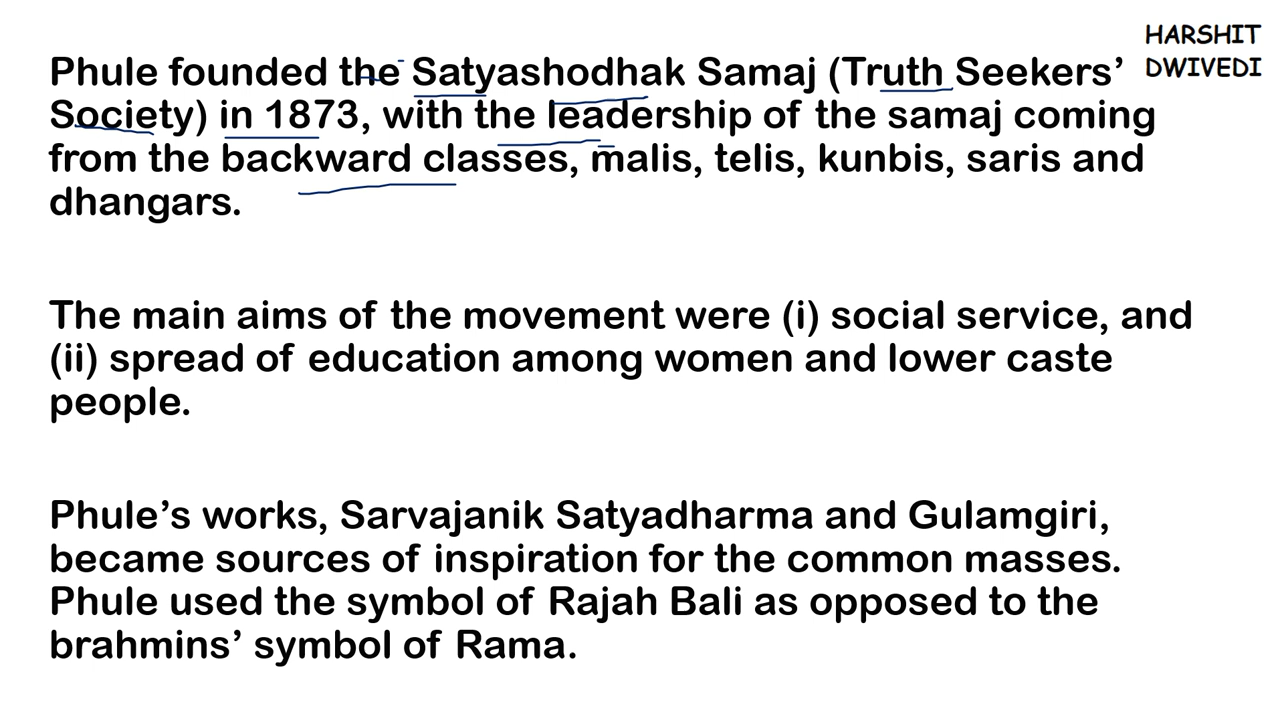 HARSHIT
DWIVEDI
Phule founded the Satyashodhak Samaj (Truth Seekers’
Society) in 1873, with the leadership of the samaj coming
from the backward classes, malis, telis, kunbis, saris and
dhangars.
The main aims of the movement were (i) social service, and
(ii) spread of education among women and lower caste
people.
Phule’s works, Sarvajanik Satyadharma and Gulamgiri,
became sources of inspiration for the common masses.
Phule used the symbol of Rajah Bali as opposed to the
brahmins’ symbol of Rama.